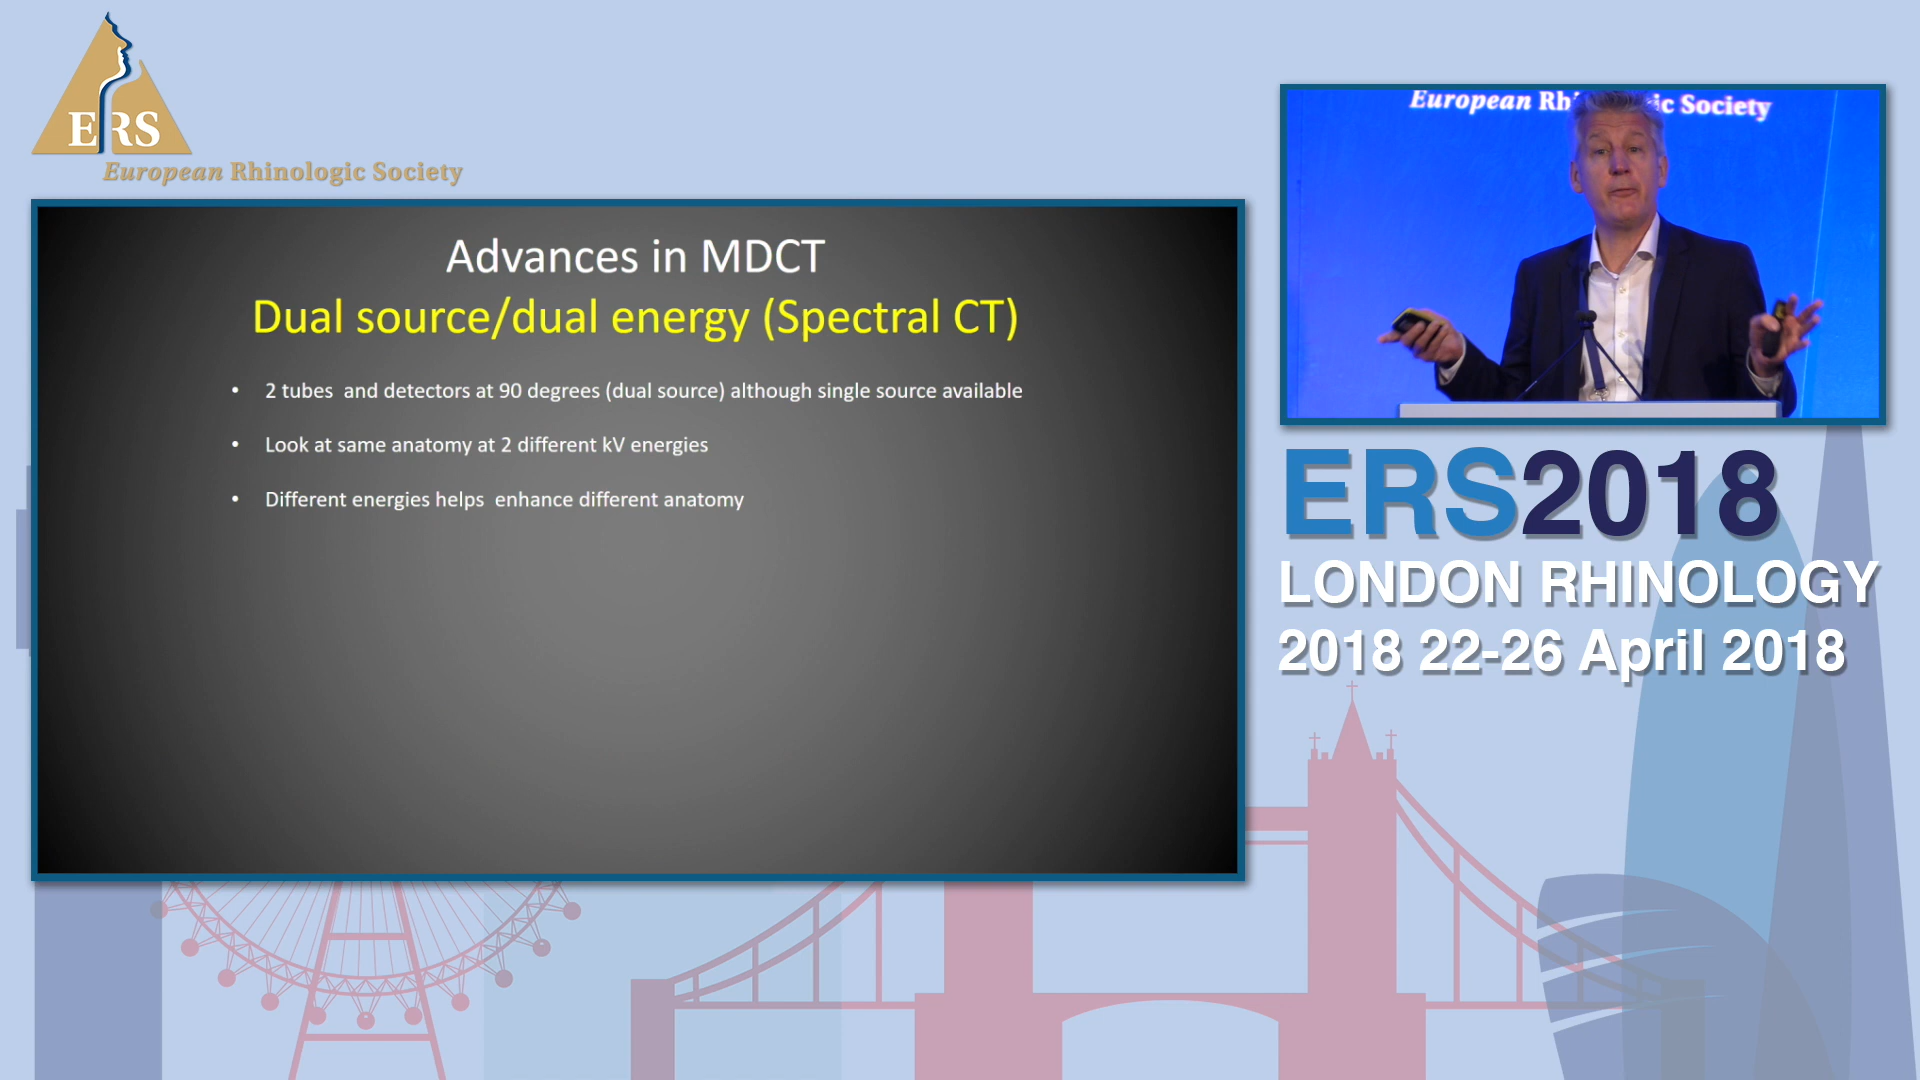 ERS
European Rhinologic Society
Advances in MDCT
Dual source/dual energy (Spectral CT)
• 2 tubes and detectors at 90 degrees (dual source) although single source available
• Look at same anatomy at 2 different kV energies
• Different energies helps enhance different anatomy
European Rh ic Society
ERS2018
LONDON RHINOLOGY
2018 22-26 April 2018